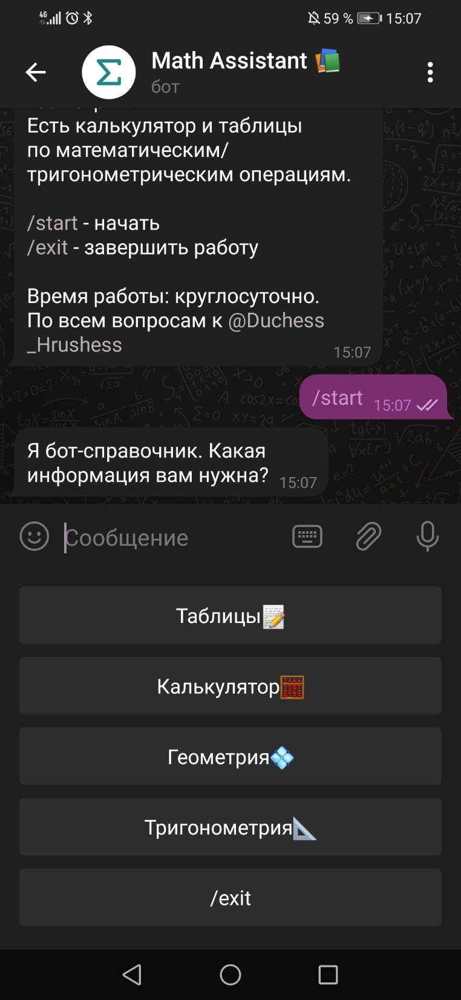 4G 59 % 15:07
Math Assistant
бот
Есть калькулятор и таблицы
по математическим/
тригонометрическим операциям.
/start - начать
/exit - завершить работу
Время работы: круглосуточно.
По всем вопросам к @Duchess
_Hrushess
15:07
/start 15:07
Я бот-справочник. Какая
информация вам нужна? 15:07
Сообщение
Таблицы
Калькулятор
Геометрия
Тригонометрия
/exit